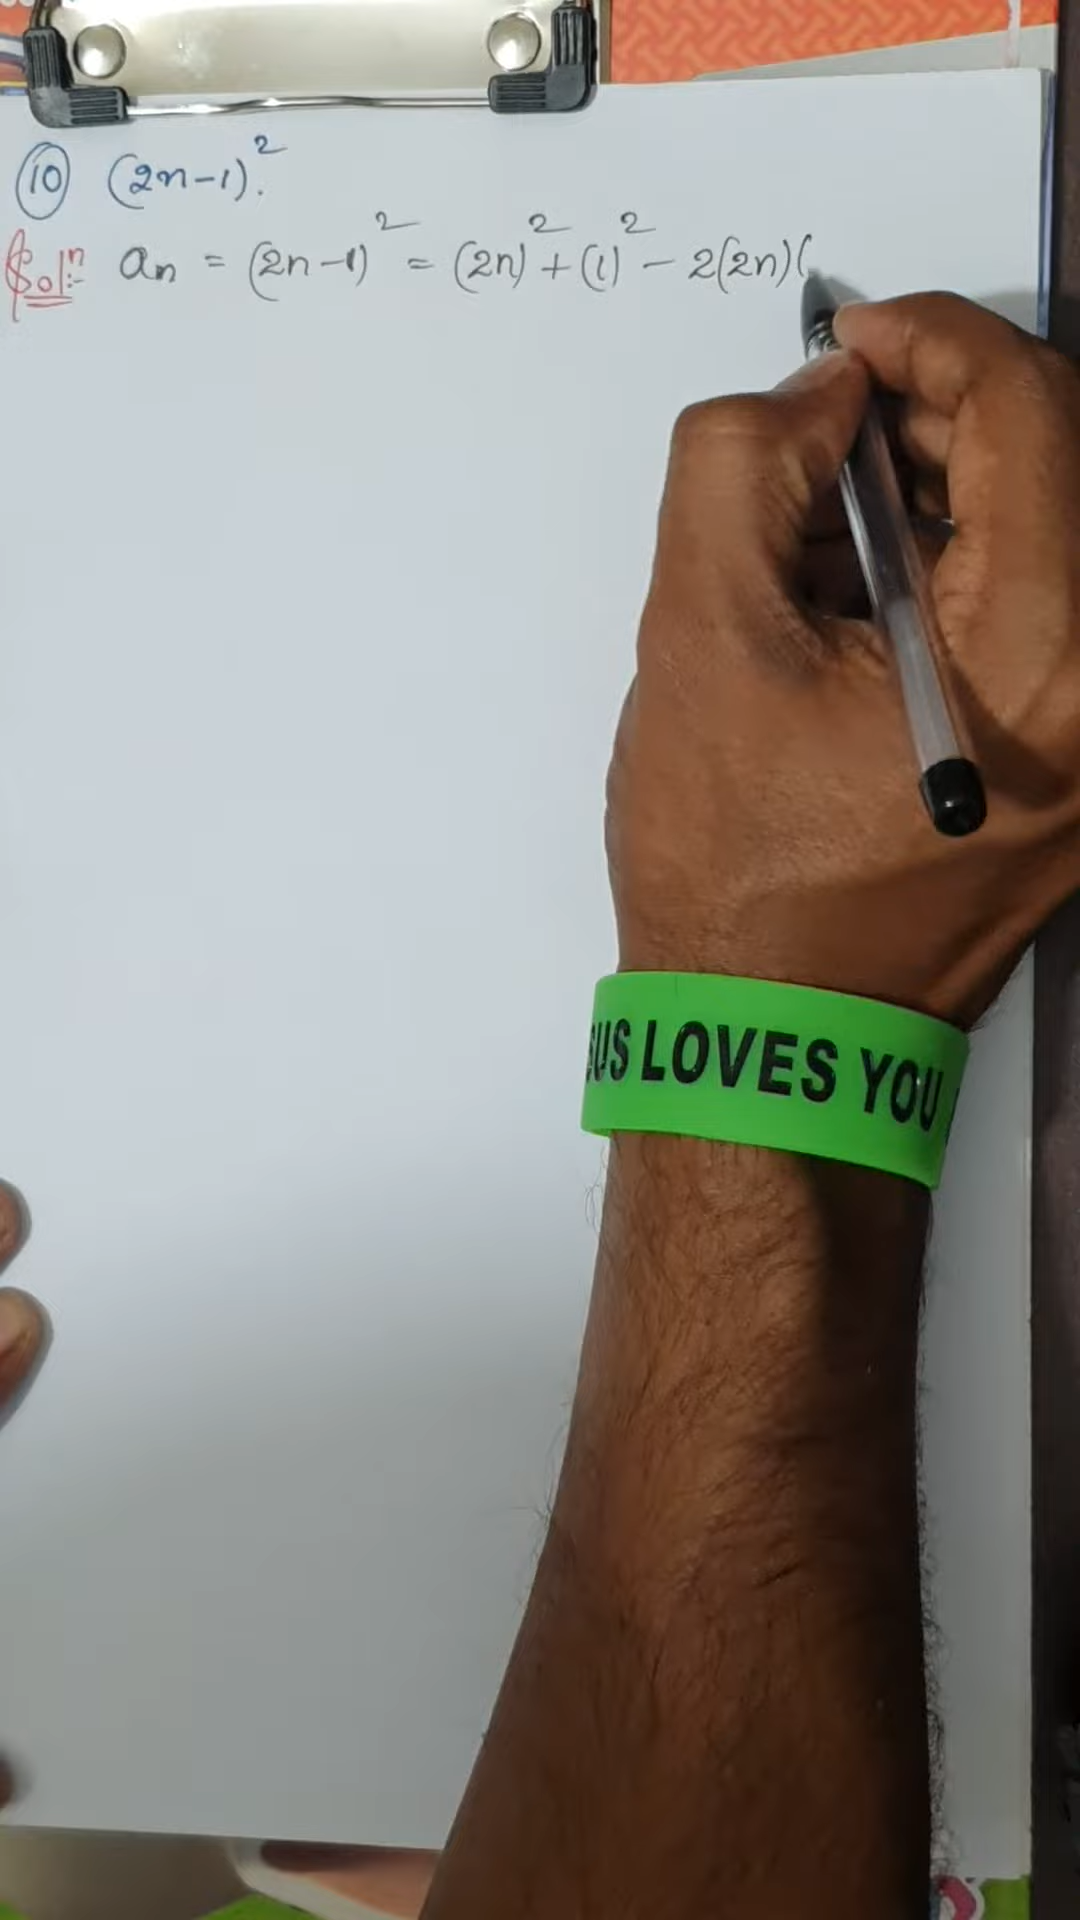 10 (2n-1)².
Solⁿ:- aₙ = (2n-1)² = (2n)² + (1)² - 2(2n)(
US LOVES YOU